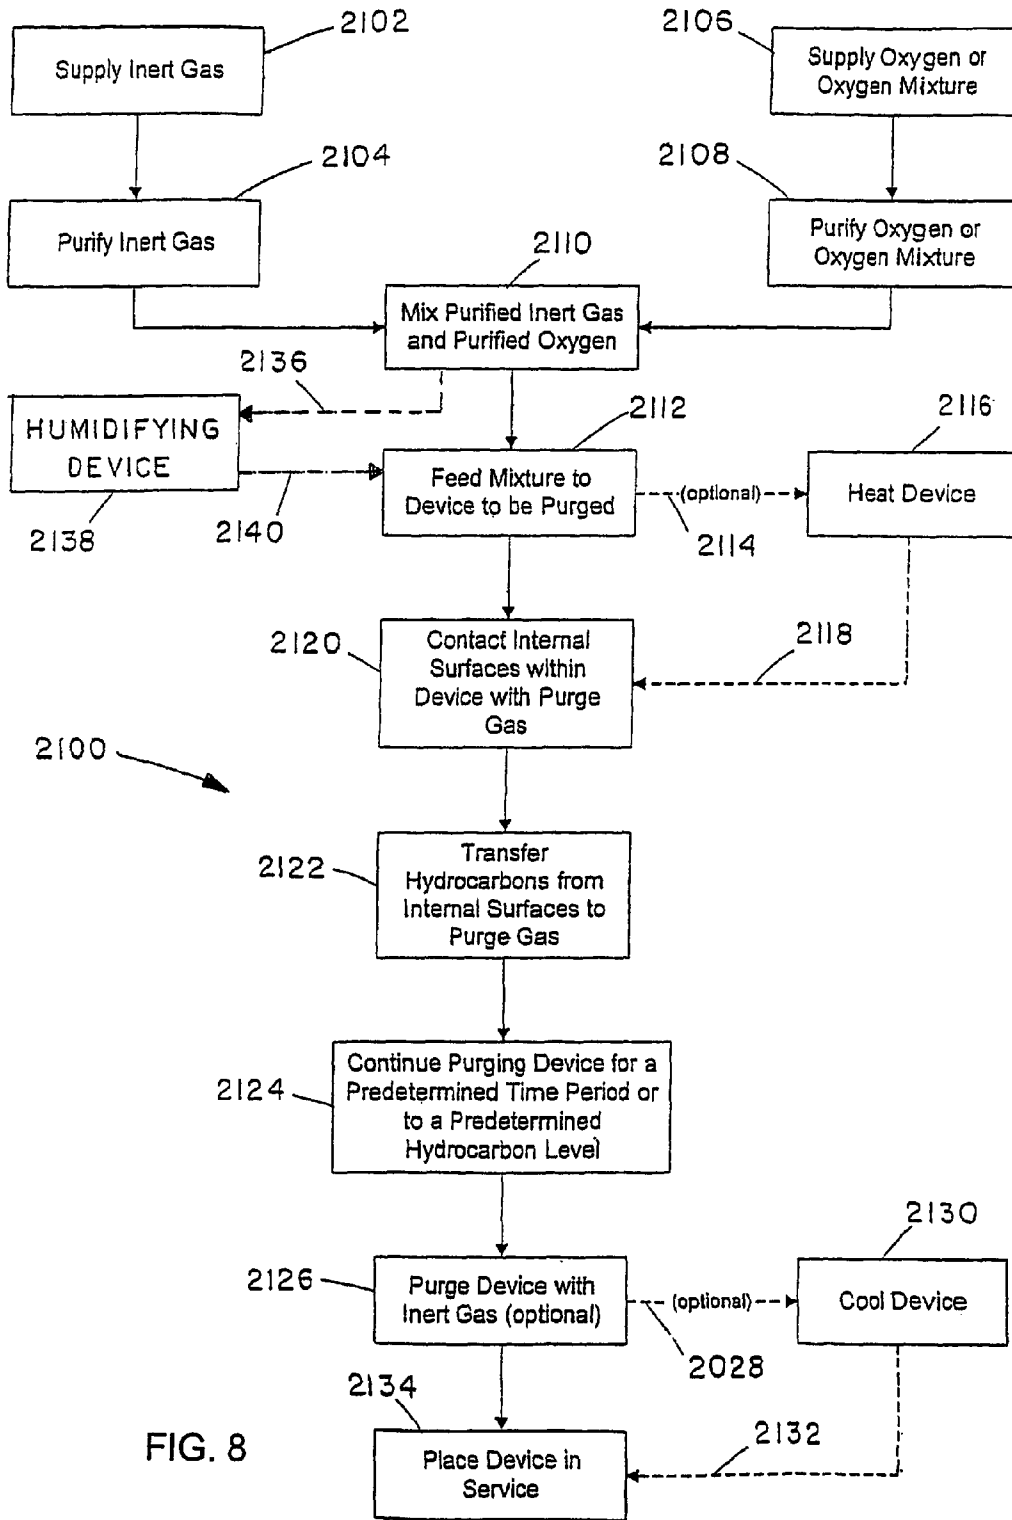 2102
2106
Supply Inert Gas
Supply Oxygen or
Oxygen Mixture
2104
2108
Purify Inert Gas
Purify Oxygen or
Oxygen Mixture
2110
Mix Purified Inert Gas
and Purified Oxygen
2136
2112
2116
HUMIDIFYING
DEVICE
Feed Mixture to
Device to be Purged
(optional)
Heat Device
2138
2140
2114
2120
Contact Internal
Surfaces within
Device with Purge
Gas
2118
2100
2122
Transfer
Hydrocarbons from
Internal Surfaces to
Purge Gas
2124
Continue Purging Device for a
Predetermined Time Period or
to a Predetermined
Hydrocarbon Level
2130
2126
Purge Device with
Inert Gas (optional)
(optional)
Cool Device
2028
2134
FIG. 8
Place Device in
Service
2132